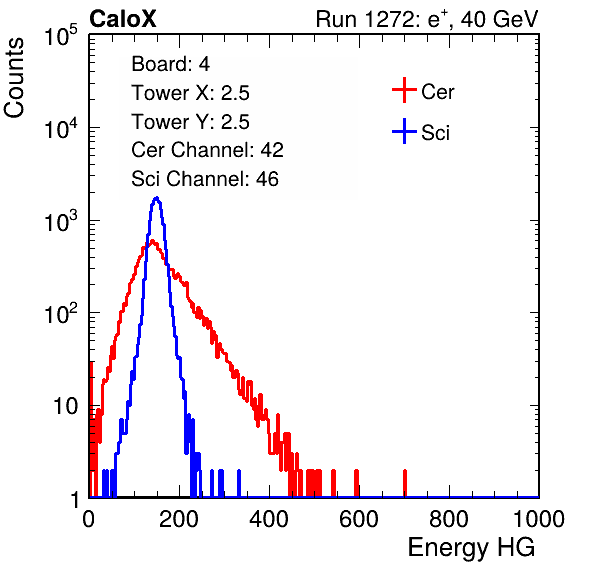 CaloX Run 1272: e⁺, 40 GeV
Counts
Board: 4
Tower X: 2.5
Tower Y: 2.5
Cer Channel: 42
Sci Channel: 46
Cer
Sci
10⁵
10⁴
10³
10²
10
1
0 200 400 600 800 1000
Energy HG